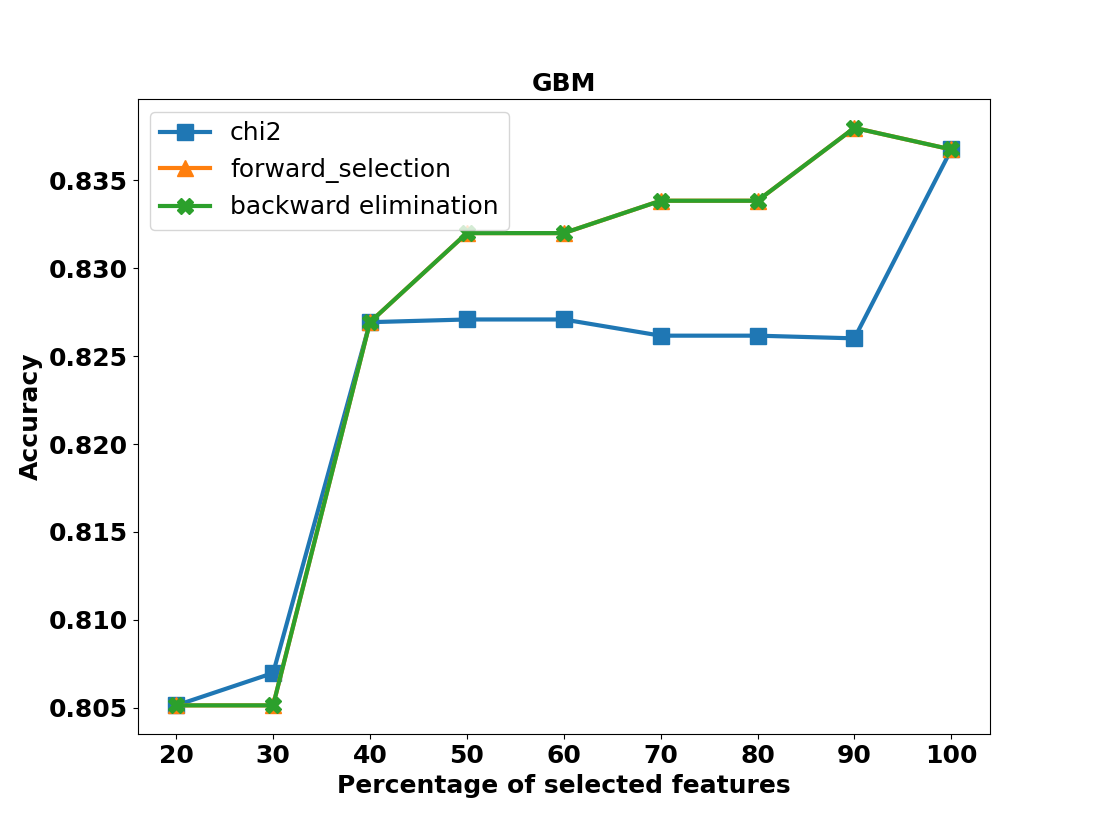 GBM
chi2
forward_selection
backward elimination
0.835
0.830
0.825
0.820
0.815
0.810
0.805
Accuracy
20 30 40 50 60 70 80 90 100
Percentage of selected features